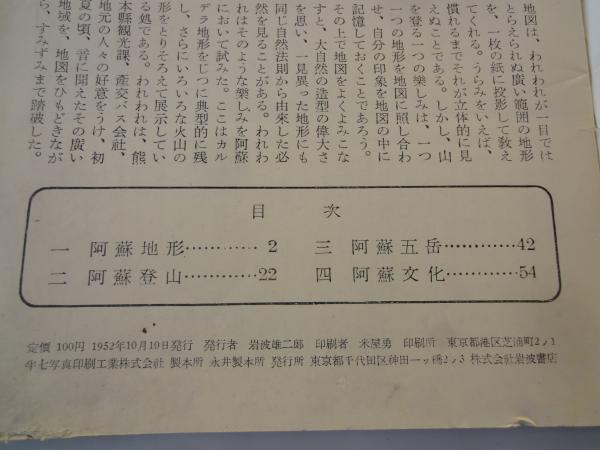 地図は、われわれが一目では
とらえられぬ廣い範囲の地形
を、一枚の紙に投影して敎え
てくれる。うらみをいえば、
慣れるまでそれが立体的に見
えぬことである。しかし、山
を登る一つの樂しみは、一つ
一つの地形を地図に照し合わ
せ、自分の印象を地図の中に
記憶しておくことであろう。
その上で地図をよくよみこな
すと、大自然の造型の偉大さ
を思い、一見異った地形にも
同じ自然法則から由來した必
然を見ることがある。われわ
れはそのような樂しみを阿蘇
において試みた。ここはカル
デラ地形をじつに典型的に残
し、さらにいろいろな火山の
形をとりそろえて展示してい
る処である。われわれは、熊
本縣観光課、產交バス会社、
地元の人々の好意をうけ、初
夏の頃、音に聞えたその廣い
地域を、地図をひもどきなが
ら、すみずみまで踏破した。
目次
一 阿蘇地形………… 2
二 阿蘇登山…………22
三 阿蘇五岳…………42
四 阿蘇文化…………54
定價 100円 1952年10月10日発行 発行者 岩波雄二郎 印刷者 米屋勇 印刷所 東京都港区芝浦町2ノ1
半七写真印刷工業株式会社 製本所 永井製本所 発行所 東京都千代田区神田一ッ橋2ノ3 株式会社岩波書店